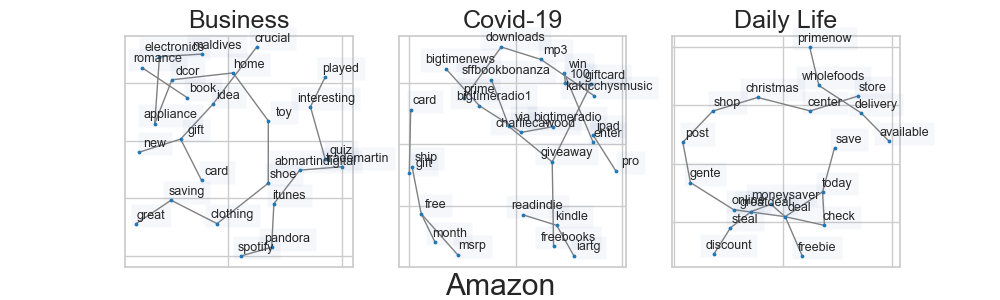 Business
Covid-19
Daily Life
electronics
maldives
crucial
romance
dcor
home
played
book
idea
interesting
appliance
toy
gift
new
quiz
abmartindigital
card
shoe
saving
itunes
great
clothing
pandora
spotify
downloads
mp3
bigtimenews
win
sffbookbonanza
100
giftcard
prime
kakicchysmusic
card
bigtimeradio1
via
bigtimeradio
charliecawood
ipad
enter
giveaway
ship
gift
pro
free
readindie
kindle
month
freebooks
msrp
iartg
primenow
wholefoods
christmas
store
shop
center
delivery
post
available
save
gente
today
moneysaver
online
greatdeal
deal
steal
check
discount
freebie
Amazon